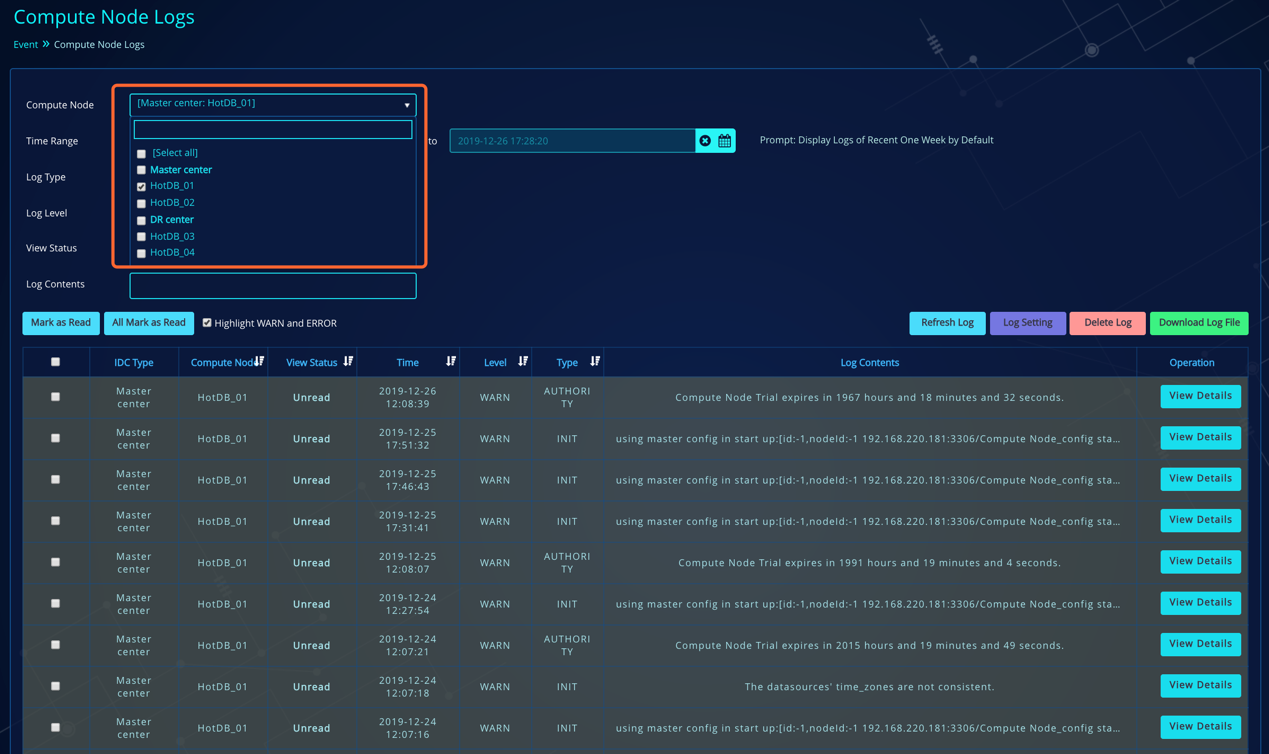 Compute Node Logs
Event » Compute Node Logs
Compute Node [Master center: HotDB_01]
Time Range to 2019-12-26 17:28:20 Prompt: Display Logs of Recent One Week by Default
[Select all]
Master center
Log Type
HotDB_01
HotDB_02
Log Level
DR center
HotDB_03
View Status
HotDB_04
Log Contents
Mark as Read All Mark as Read Highlight WARN and ERROR Refresh Log Log Setting Delete Log Download Log File
IDC Type Compute Node View Status Time Level Type Log Contents Operation
Master center HotDB_01 Unread 2019-12-26 12:08:39 WARN AUTHORITY Compute Node Trial expires in 1967 hours and 18 minutes and 32 seconds. View Details
Master center HotDB_01 Unread 2019-12-25 17:51:32 WARN INIT using master config in start up:[id:-1,nodeId:-1 192.168.220.181:3306/Compute Node_config sta... View Details
Master center HotDB_01 Unread 2019-12-25 17:46:43 WARN INIT using master config in start up:[id:-1,nodeId:-1 192.168.220.181:3306/Compute Node_config sta... View Details
Master center HotDB_01 Unread 2019-12-25 17:31:41 WARN INIT using master config in start up:[id:-1,nodeId:-1 192.168.220.181:3306/Compute Node_config sta... View Details
Master center HotDB_01 Unread 2019-12-25 12:08:07 WARN AUTHORITY Compute Node Trial expires in 1991 hours and 19 minutes and 4 seconds. View Details
Master center HotDB_01 Unread 2019-12-24 12:27:54 WARN INIT using master config in start up:[id:-1,nodeId:-1 192.168.220.181:3306/Compute Node_config sta... View Details
Master center HotDB_01 Unread 2019-12-24 12:07:21 WARN AUTHORITY Compute Node Trial expires in 2015 hours and 19 minutes and 49 seconds. View Details
Master center HotDB_01 Unread 2019-12-24 12:07:18 WARN INIT The datasources' time_zones are not consistent. View Details
Master center HotDB_01 Unread 2019-12-24 12:07:16 WARN INIT using master config in start up:[id:-1,nodeId:-1 192.168.220.181:3306/Compute Node_config sta... View Details